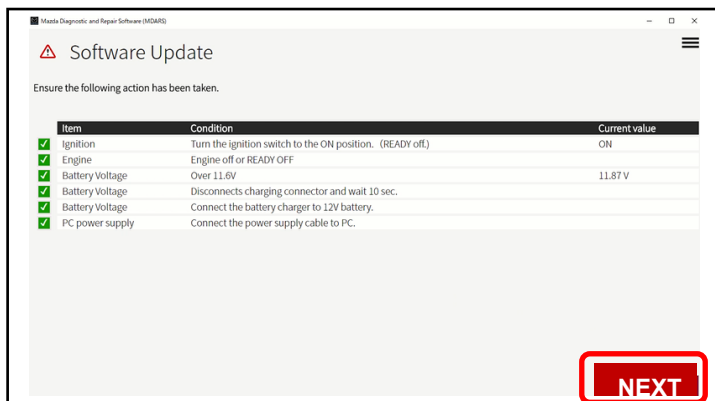 Mazda Diagnostic and Repair Software (MDARS)
Software Update
Ensure the following action has been taken.
Item Condition Current value
Ignition Turn the ignition switch to the ON position. (READY off.) ON
Engine Engine off or READY OFF
Battery Voltage Over 11.6V 11.87 V
Battery Voltage Disconnects charging connector and wait 10 sec.
Battery Voltage Connect the battery charger to 12V battery.
PC power supply Connect the power supply cable to PC.
NEXT